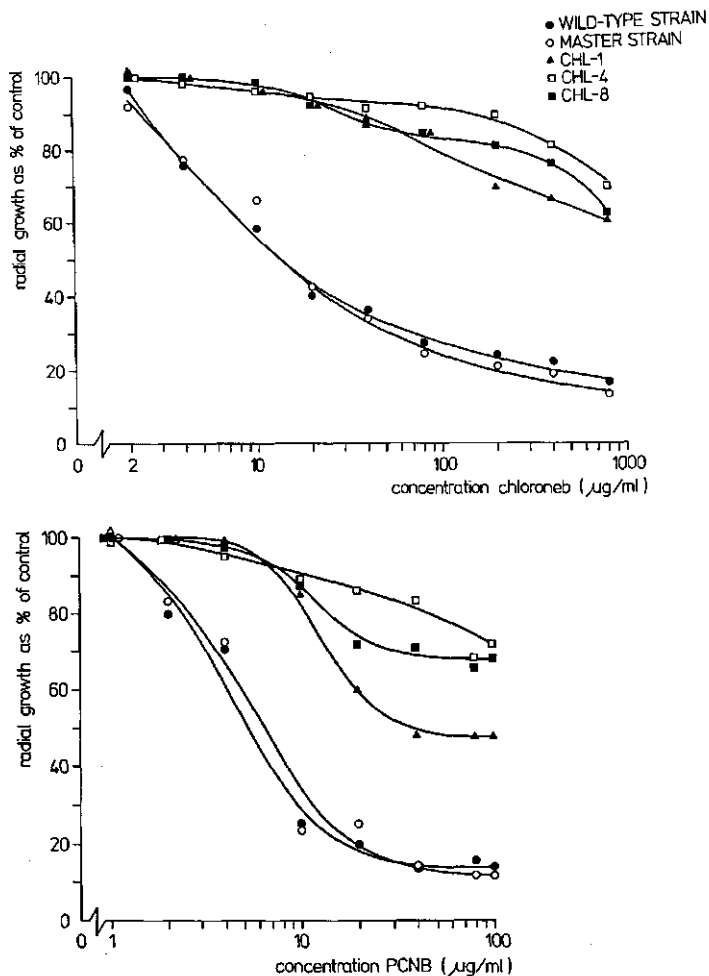 ● WILD-TYPE STRAIN
○ MASTER STRAIN
▲ CHL-1
□ CHL-4
■ CHL-8
radial growth as % of control
100
80
60
40
20
0
0 2 10 100 1000
concentration chloroneb (µg/ml)
radial growth as % of control
100
80
60
40
20
0
0 1 10 100
concentration PCNB (µg/ml)